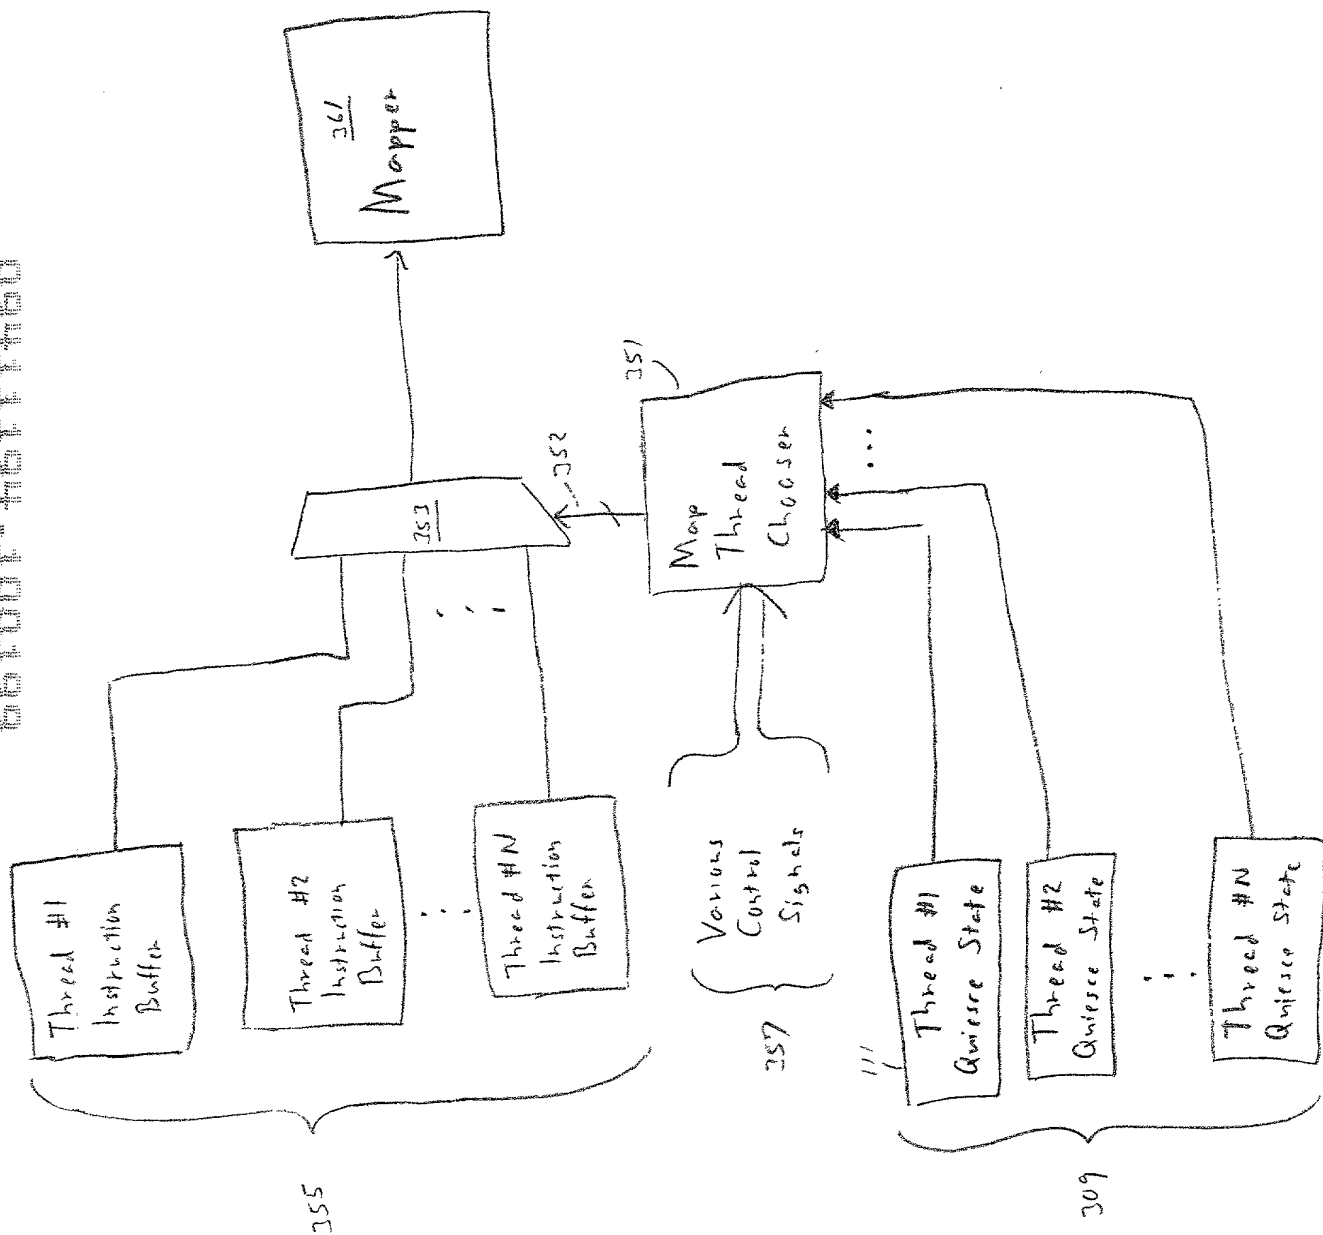 Thread #1
Instruction
Buffer
Thread #2
Instruction
Buffer
Thread #N
Instruction
Buffer
355
353
361
Mapper
352
Various
Control
Signals
357
Map
Thread
Chooser
351
111
Thread #1
Quiesce State
Thread #2
Quiesce State
Thread #N
Quiesce State
309